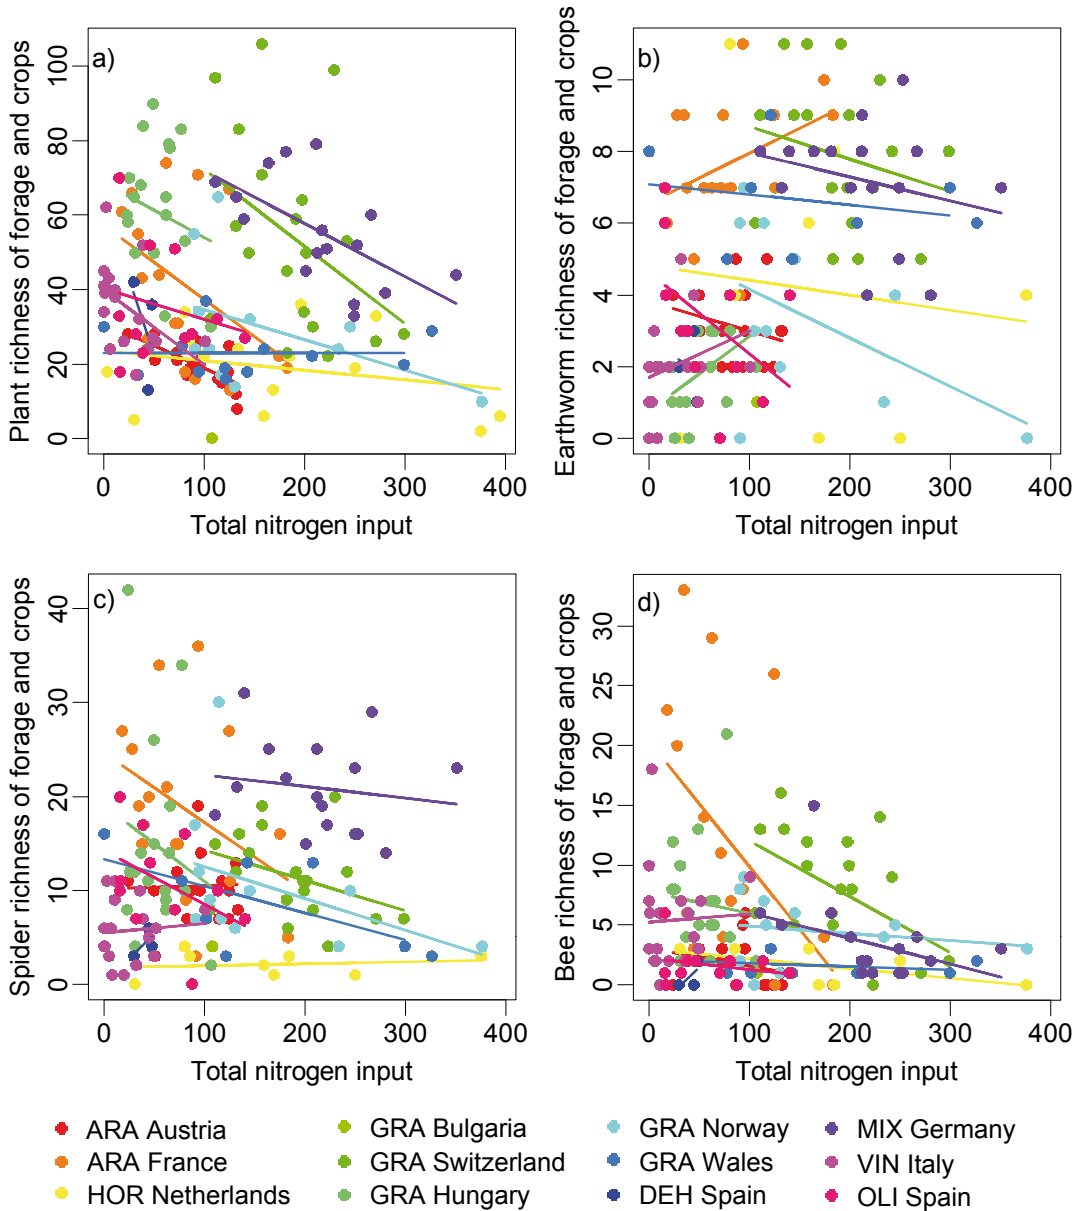 a)
Plant richness of forage and crops
0 20 40 60 80 100
0 100 200 300 400
Total nitrogen input
b)
Earthworm richness of forage and crops
0 2 4 6 8 10
0 100 200 300 400
Total nitrogen input
c)
Spider richness of forage and crops
0 10 20 30 40
0 100 200 300 400
Total nitrogen input
d)
Bee richness of forage and crops
0 5 10 15 20 25 30
0 100 200 300 400
Total nitrogen input
ARA Austria
ARA France
HOR Netherlands
GRA Bulgaria
GRA Switzerland
GRA Hungary
GRA Norway
GRA Wales
DEH Spain
MIX Germany
VIN Italy
OLI Spain